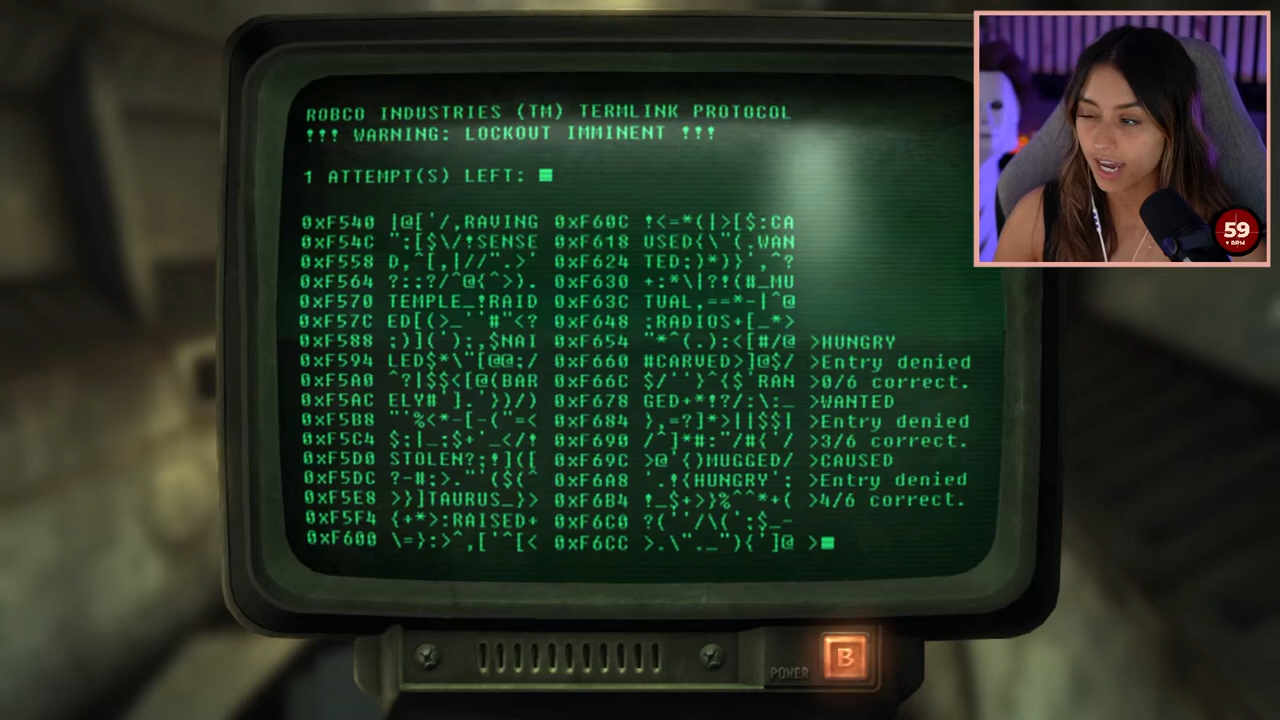 ROBCO INDUSTRIES (TM) TERMLINK PROTOCOL
!!! WARNING: LOCKOUT IMMINENT !!!
1 ATTEMPT(S) LEFT: ■
0xF540 |@['/,RAVING 0xF60C !<=*(|>[$:CA
0xF54C ":[$\/!SENSE 0xF618 USED{\"(.WAN
0xF558 D,^[,|//".>' 0xF624 TED;)*)}',^?
0xF564 ?::?/^@{^>). 0xF630 +:*\|?!(#_MU
0xF570 TEMPLE_!RAID 0xF63C TUAL,==*-|^@
0xF57C ED[(>_''#"<? 0xF648 ;RADIOS+[_*>
0xF588 ;)](');,$NAI 0xF654 "*^(.):<[#/@ >HUNGRY
0xF594 LED$*\"[@@;/ 0xF660 #CARVED>]@$/ >Entry denied
0xF5A0 ^?|$$<[@(BAR 0xF66C $/''}^{$'RAN >0/6 correct.
0xF5AC ELY#'].'})/) 0xF678 GED+*!?/:\:_ >WANTED
0xF5B8 "'%<*-[-("=< 0xF684 },=?]*>||$$| >Entry denied
0xF5C4 $;|_;$+'_</! 0xF690 /^]*#:"/#{'/ >3/6 correct.
0xF5D0 STOLEN?;!]([ 0xF69C >@'{)MUGGED/ >CAUSED
0xF5DC ?-#;>." ($(^ 0xF6A8 '.!{HUNGRY'; >Entry denied
0xF5E8 >}]TAURUS_}> 0xF6B4 !_$+>}%^^*+( >4/6 correct.
0xF5F4 {+*>:RAISED+ 0xF6C0 ?(''/\(';$_-
0xF600 \=}:>^,['^[< 0xF6CC >.\"._"){']@ >■
POWER
B
59
♥ BPM